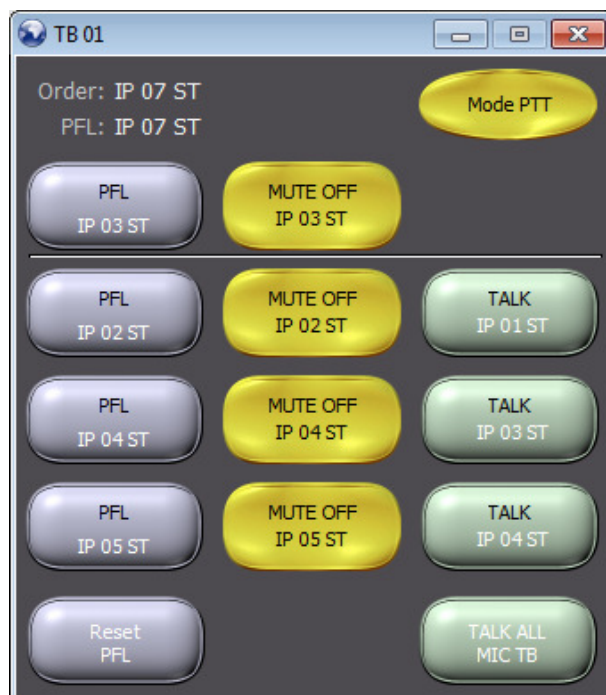 TB 01
Order: IP 07 ST
PFL: IP 07 ST
Mode PTT
PFL
IP 03 ST
MUTE OFF
IP 03 ST
PFL
IP 02 ST
MUTE OFF
IP 02 ST
TALK
IP 01 ST
PFL
IP 04 ST
MUTE OFF
IP 04 ST
TALK
IP 03 ST
PFL
IP 05 ST
MUTE OFF
IP 05 ST
TALK
IP 04 ST
Reset
PFL
TALK ALL
MIC TB